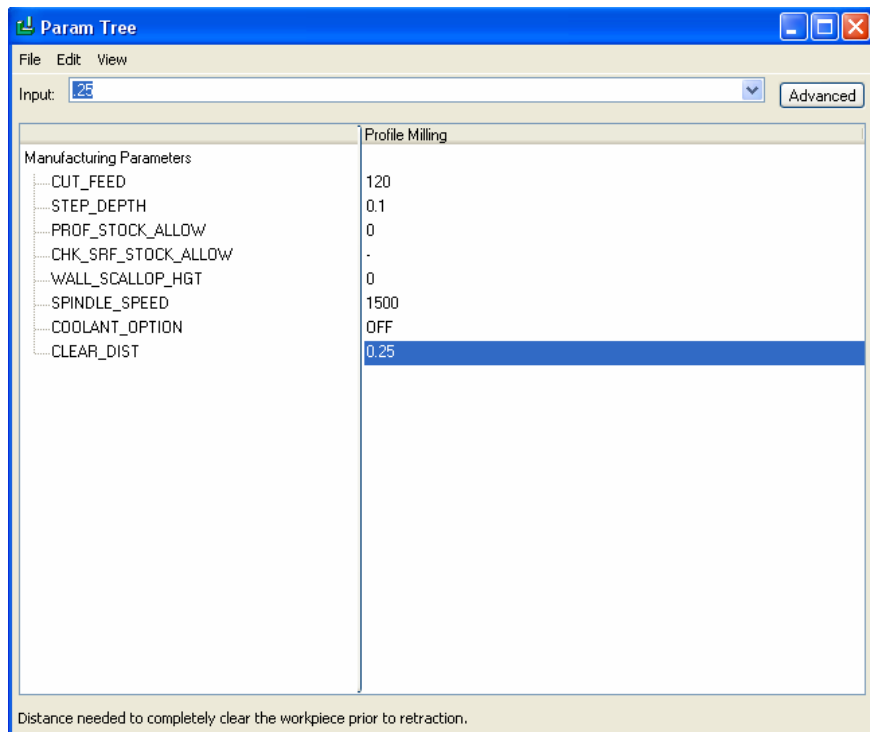 Param Tree
File Edit View
Input: .25 Advanced
Profile Milling
Manufacturing Parameters
CUT_FEED 120
STEP_DEPTH 0.1
PROF_STOCK_ALLOW 0
CHK_SRF_STOCK_ALLOW -
WALL_SCALLOP_HGT 0
SPINDLE_SPEED 1500
COOLANT_OPTION OFF
CLEAR_DIST 0.25
Distance needed to completely clear the workpiece prior to retraction.